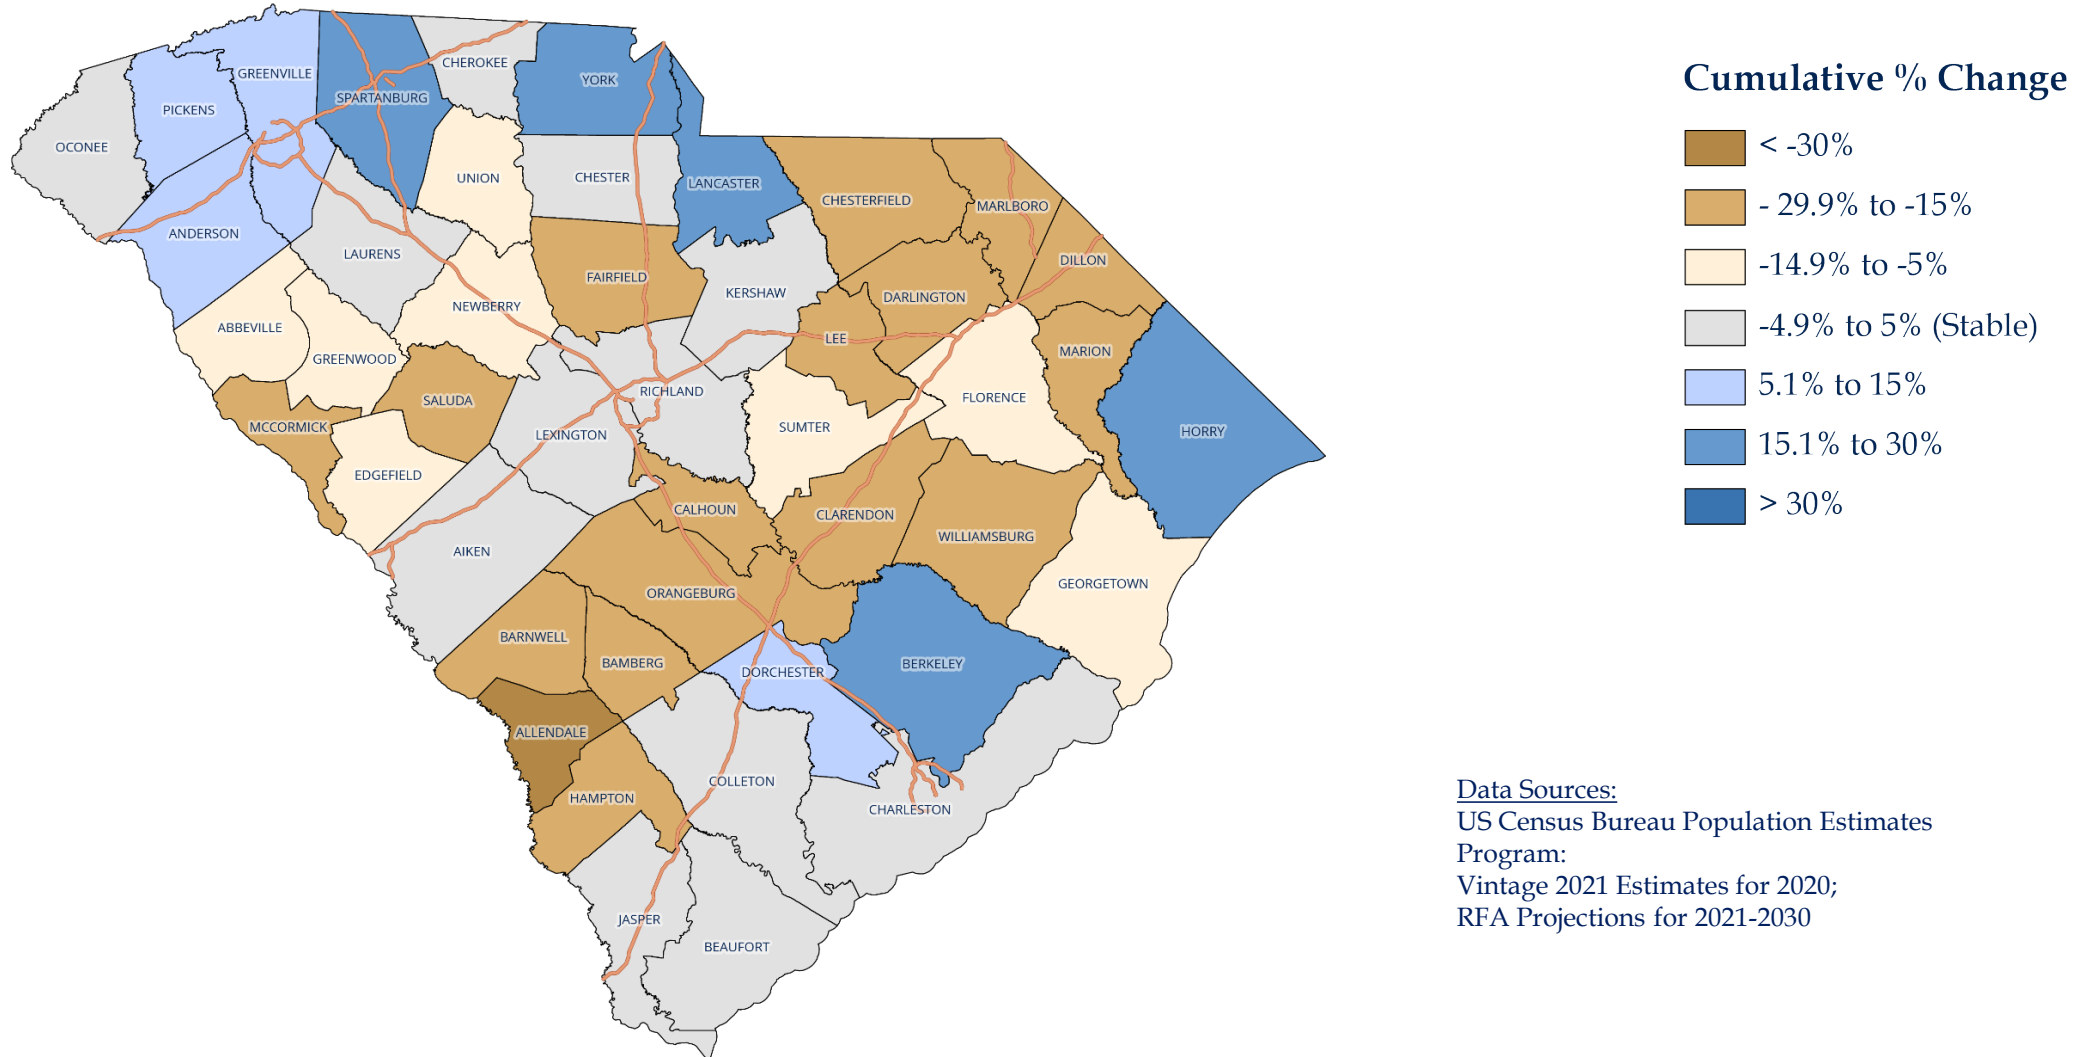 CHEROKEE
GREENVILLE
YORK
SPARTANBURG
PICKENS
OCONEE
UNION
CHESTER
LANCASTER
CHESTERFIELD
MARLBORO
ANDERSON
LAURENS
DILLON
FAIRFIELD
KERSHAW
DARLINGTON
NEWBERRY
ABBEVILLE
LEE
GREENWOOD
MARION
RICHLAND
SALUDA
FLORENCE
MCCORMICK
LEXINGTON
SUMTER
HORRY
EDGEFIELD
CALHOUN
CLARENDON
WILLIAMSBURG
AIKEN
GEORGETOWN
ORANGEBURG
BARNWELL
BAMBERG
DORCHESTER
BERKELEY
ALLENDALE
COLLETON
HAMPTON
CHARLESTON
JASPER
BEAUFORT
Cumulative % Change
< -30%
- 29.9% to -15%
-14.9% to -5%
-4.9% to 5% (Stable)
5.1% to 15%
15.1% to 30%
> 30%
Data Sources:
US Census Bureau Population Estimates
Program:
Vintage 2021 Estimates for 2020;
RFA Projections for 2021-2030